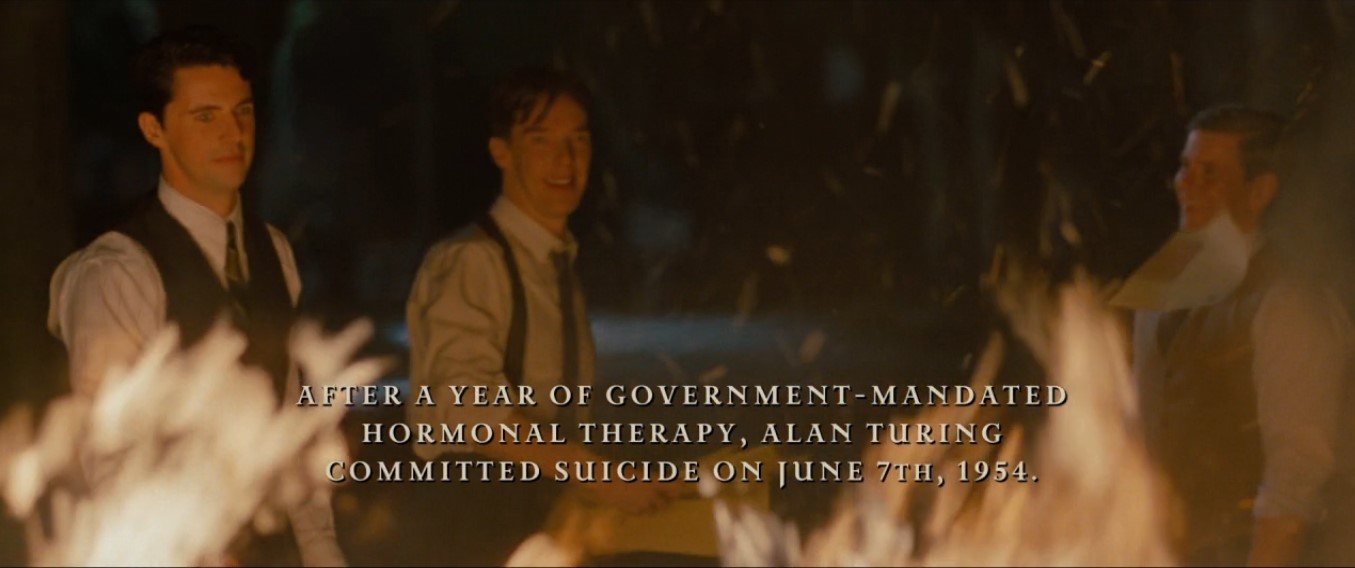 AFTER A YEAR OF GOVERNMENT-MANDATED
HORMONAL THERAPY, ALAN TURING
COMMITTED SUICIDE ON JUNE 7TH, 1954.